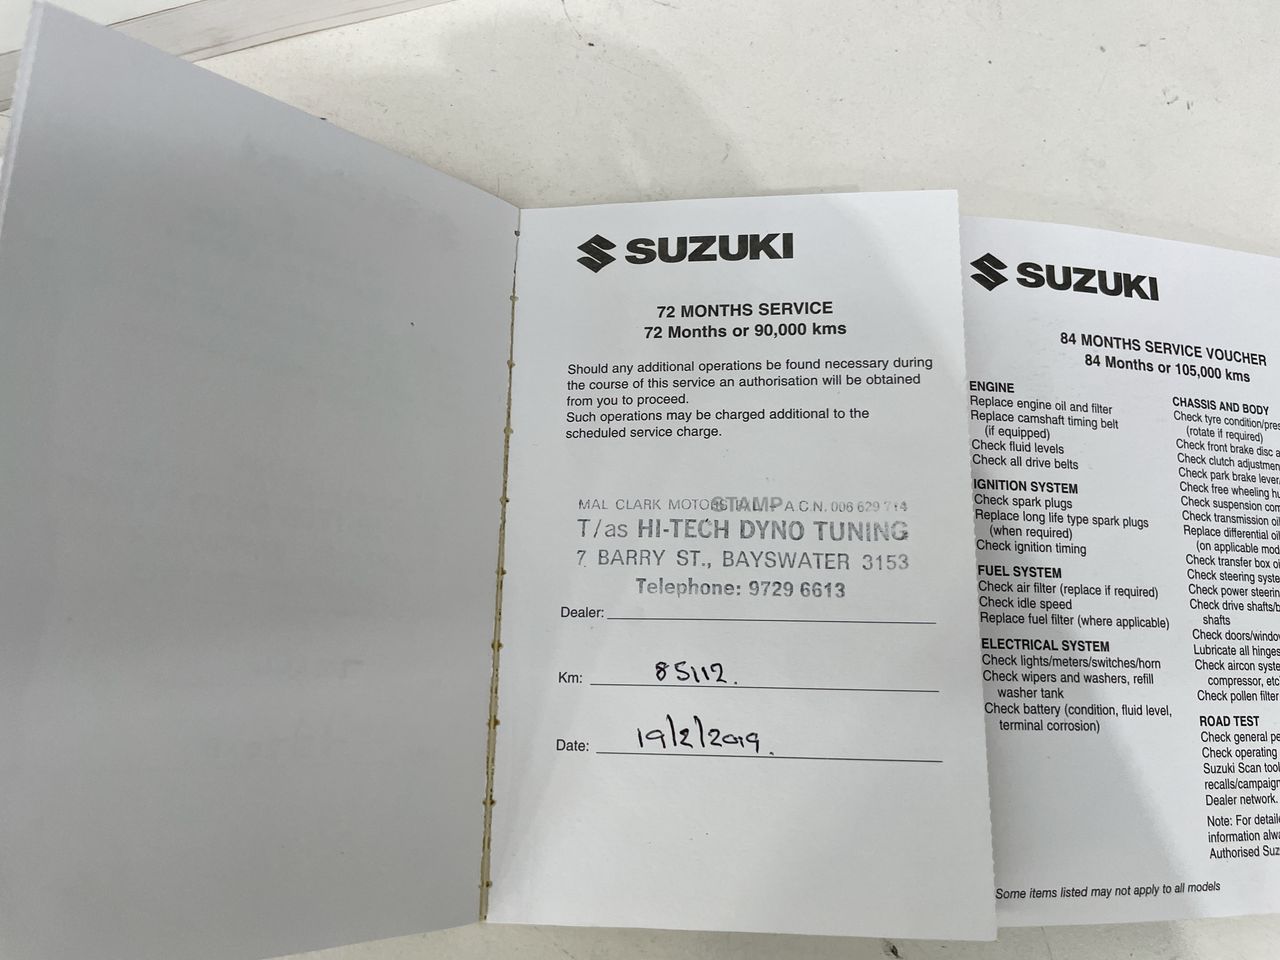 SUZUKI
72 MONTHS SERVICE
72 Months or 90,000 kms
Should any additional operations be found necessary during
the course of this service an authorisation will be obtained
from you to proceed.
Such operations may be charged additional to the
scheduled service charge.
STAMP
MAL CLARK MOTORS A.C.N. 006 629 714
T/as HI-TECH DYNO TUNING
7 BARRY ST., BAYSWATER 3153
Telephone: 9729 6613
Dealer:
Km: 85112.
Date: 19/2/2019.
SUZUKI
84 MONTHS SERVICE VOUCHER
84 Months or 105,000 kms
ENGINE
Replace engine oil and filter
Replace camshaft timing belt
(if equipped)
Check fluid levels
Check all drive belts
IGNITION SYSTEM
Check spark plugs
Replace long life type spark plugs
(when required)
Check ignition timing
FUEL SYSTEM
Check air filter (replace if required)
Check idle speed
Replace fuel filter (where applicable)
ELECTRICAL SYSTEM
Check lights/meters/switches/horn
Check wipers and washers, refill
washer tank
Check battery (condition, fluid level,
terminal corrosion)
CHASSIS AND BODY
Check tyre condition/pres
(rotate if required)
Check front brake disc a
Check clutch adjustmen
Check park brake lever
Check free wheeling hu
Check suspension com
Check transmission oil
Replace differential oil
(on applicable mod
Check transfer box oi
Check steering syste
Check power steerin
Check drive shafts/b
shafts
Check doors/windo
Lubricate all hinges
Check aircon syste
compressor, etc
Check pollen filter
ROAD TEST
Check general pe
Check operating
Suzuki Scan tool
recalls/campaign
Dealer network.
Note: For detail
information alwa
Authorised Suz
Some items listed may not apply to all models